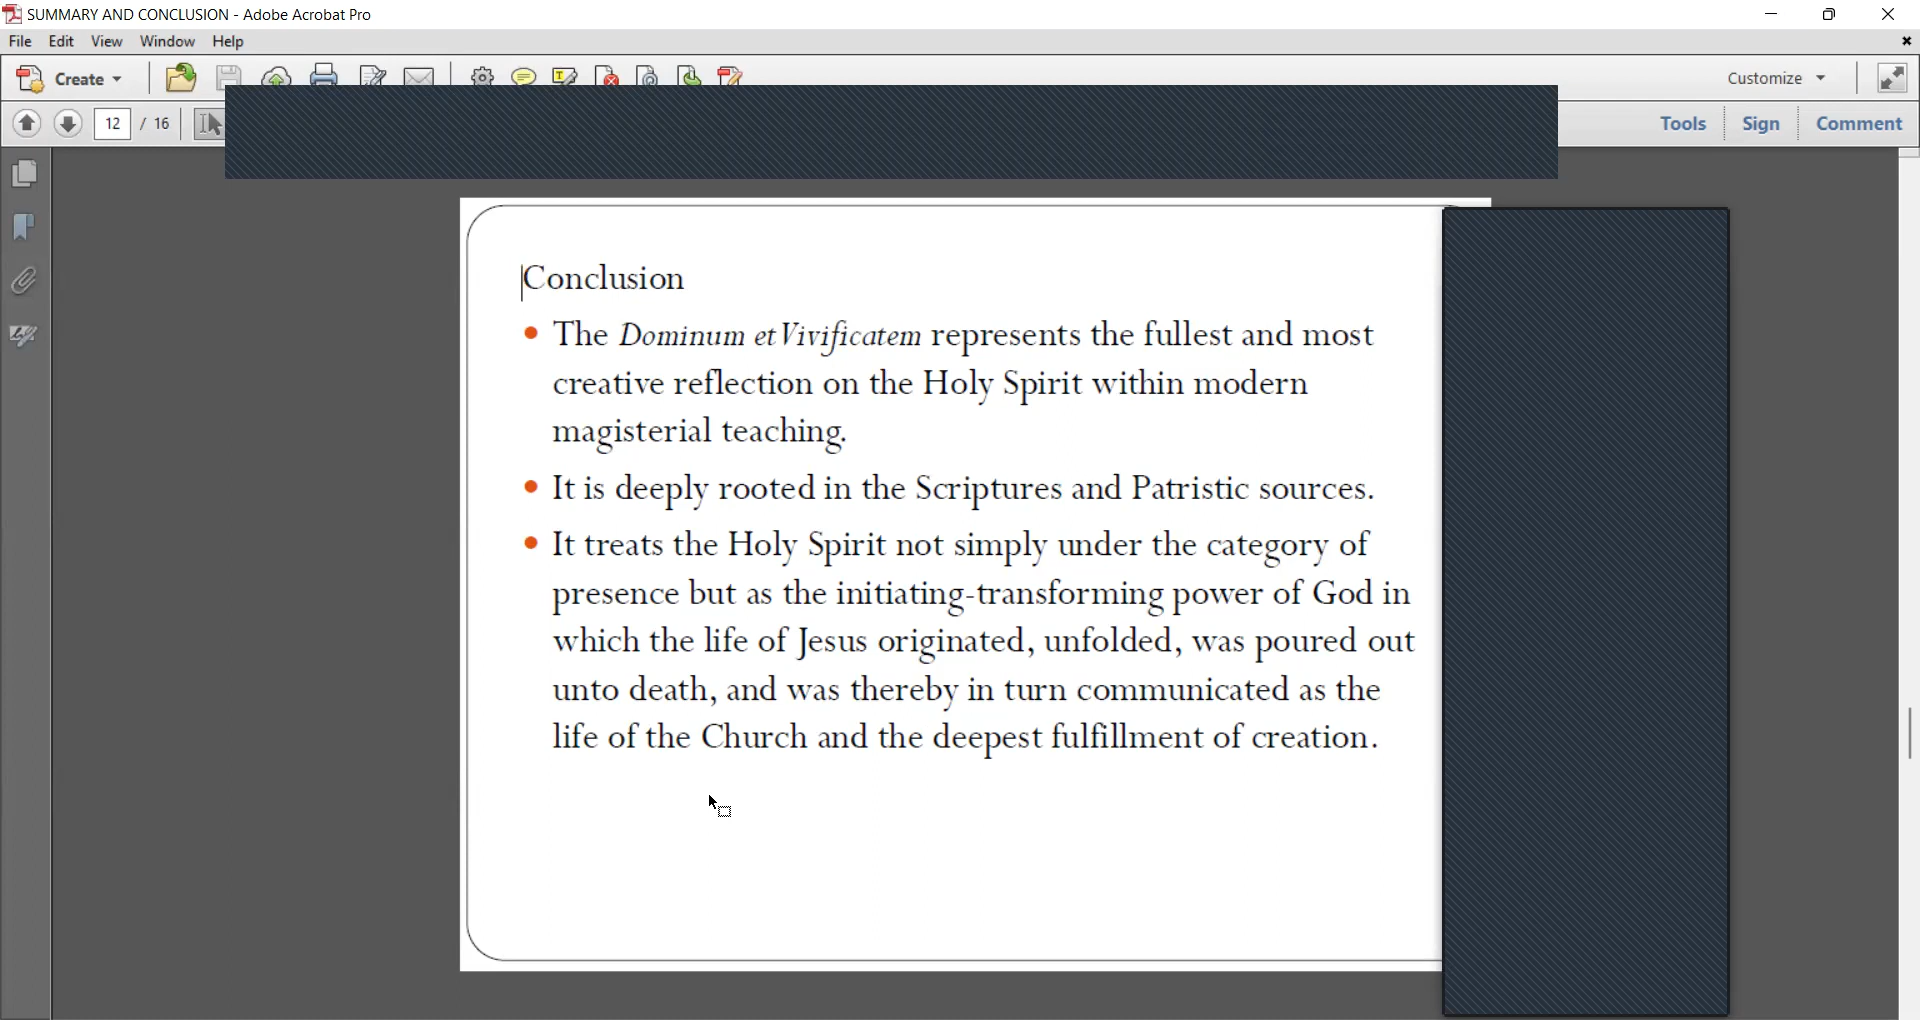 SUMMARY AND CONCLUSION - Adobe Acrobat Pro
File Edit View Window Help
Create
Customize
12 / 16
Tools Sign Comment
Conclusion
The Dominum et Vivificatem represents the fullest and most
creative reflection on the Holy Spirit within modern
magisterial teaching.
It is deeply rooted in the Scriptures and Patristic sources.
It treats the Holy Spirit not simply under the category of
presence but as the initiating-transforming power of God in
which the life of Jesus originated, unfolded, was poured out
unto death, and was thereby in turn communicated as the
life of the Church and the deepest fulfillment of creation.